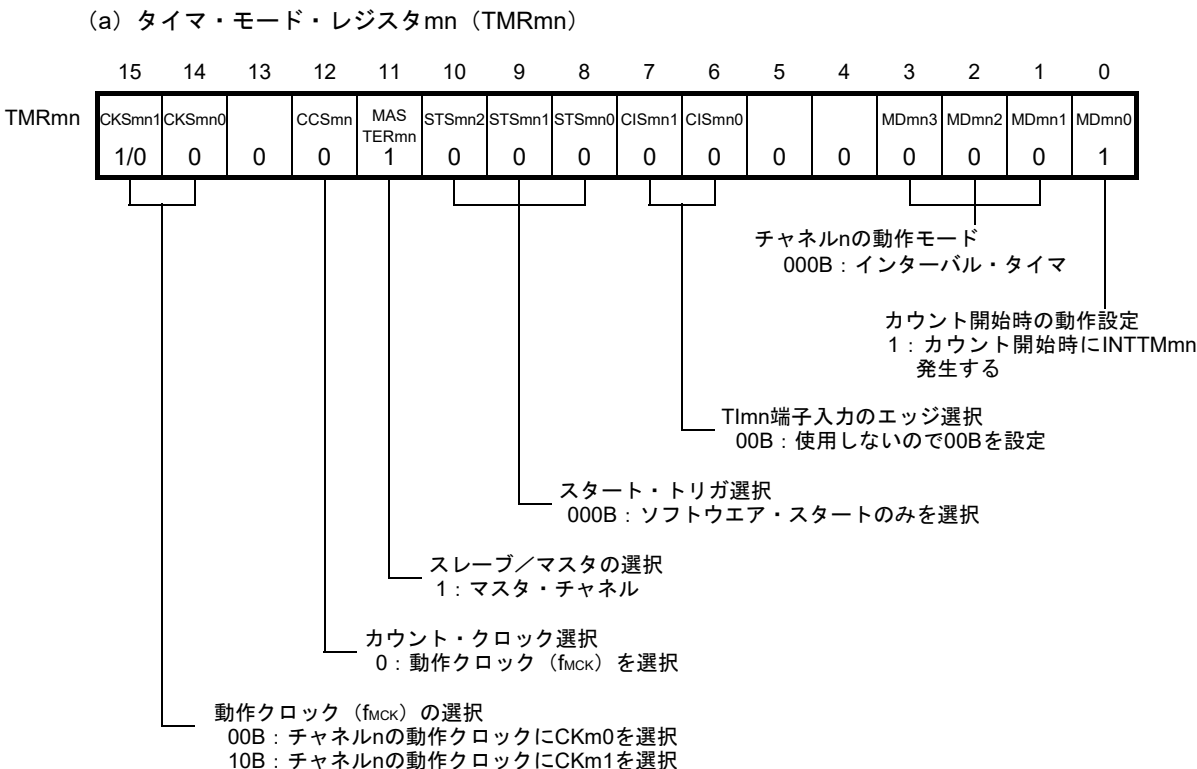 （a）タイマ・モード・レジスタmn（TMRmn）
15 14 13 12 11 10 9 8 7 6 5 4 3 2 1 0
TMRmn CKSmn1 CKSmn0 CCSmn MAS TERmn STSmn2 STSmn1 STSmn0 CISmn1 CISmn0 MDmn3 MDmn2 MDmn1 MDmn0
1/0 0 0 0 1 0 0 0 0 0 0 0 0 0 0 1
チャネルnの動作モード
000B：インターバル・タイマ
カウント開始時の動作設定
1：カウント開始時にINTTMmn
発生する
TImn端子入力のエッジ選択
00B：使用しないので00Bを設定
スタート・トリガ選択
000B：ソフトウエア・スタートのみを選択
スレーブ／マスタの選択
1：マスタ・チャネル
カウント・クロック選択
0：動作クロック（fMCK）を選択
動作クロック（fMCK）の選択
00B：チャネルnの動作クロックにCKm0を選択
10B：チャネルnの動作クロックにCKm1を選択